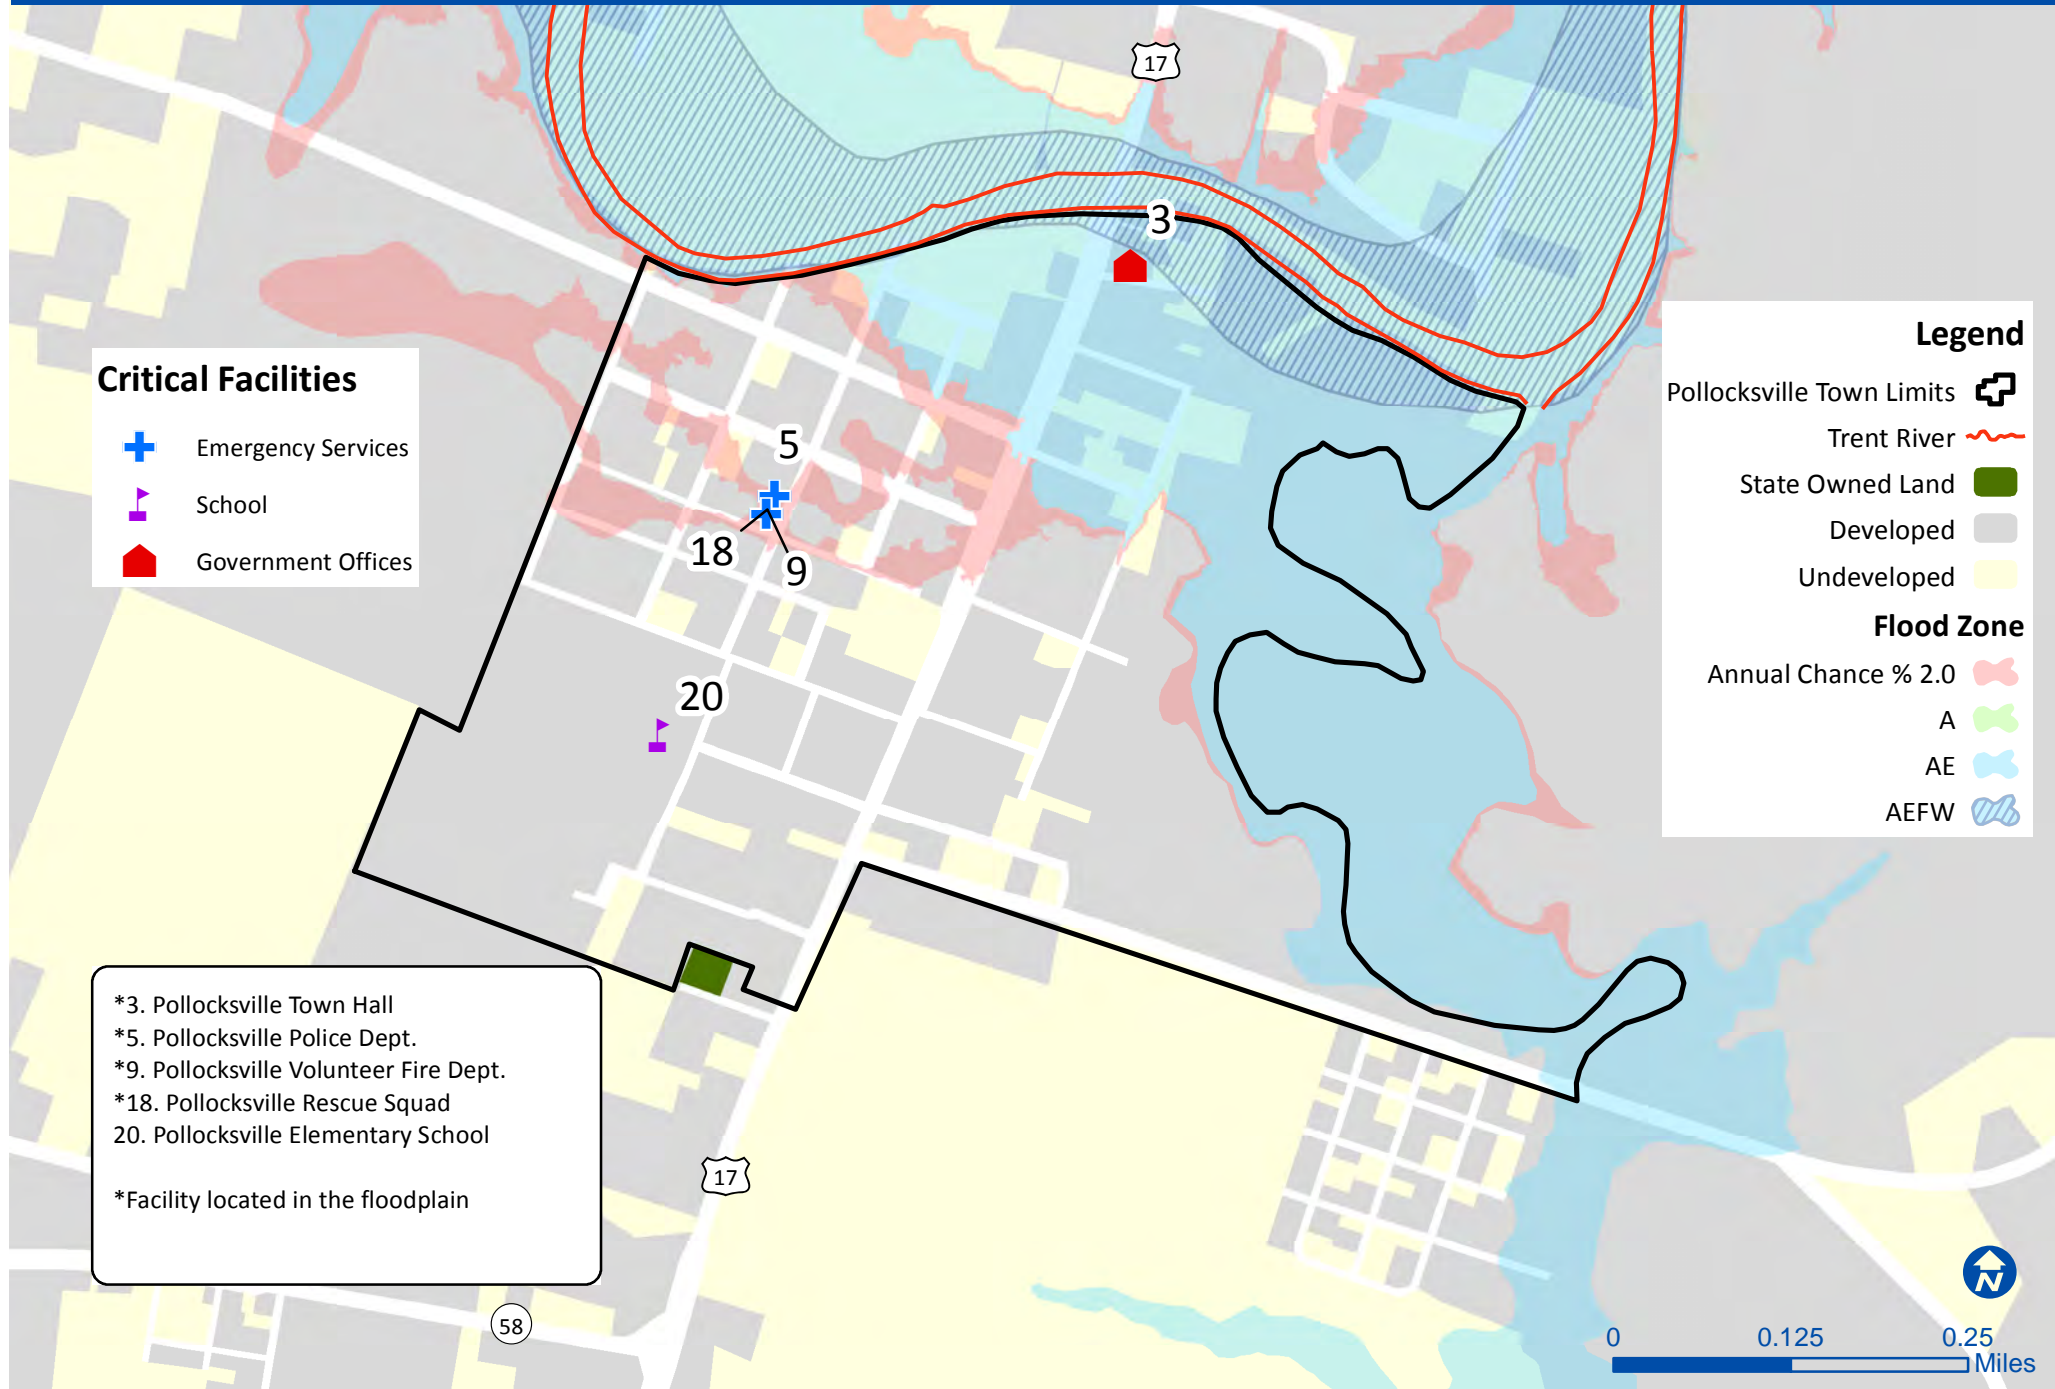 17
3
Critical Facilities
Emergency Services
School
Government Offices
Legend
Pollocksville Town Limits
Trent River
State Owned Land
Developed
Undeveloped
Flood Zone
Annual Chance % 2.0
A
AE
AEFW
5
18
9
20
*3. Pollocksville Town Hall
*5. Pollocksville Police Dept.
*9. Pollocksville Volunteer Fire Dept.
*18. Pollocksville Rescue Squad
20. Pollocksville Elementary School
*Facility located in the floodplain
17
58
N
0 0.125 0.25
Miles